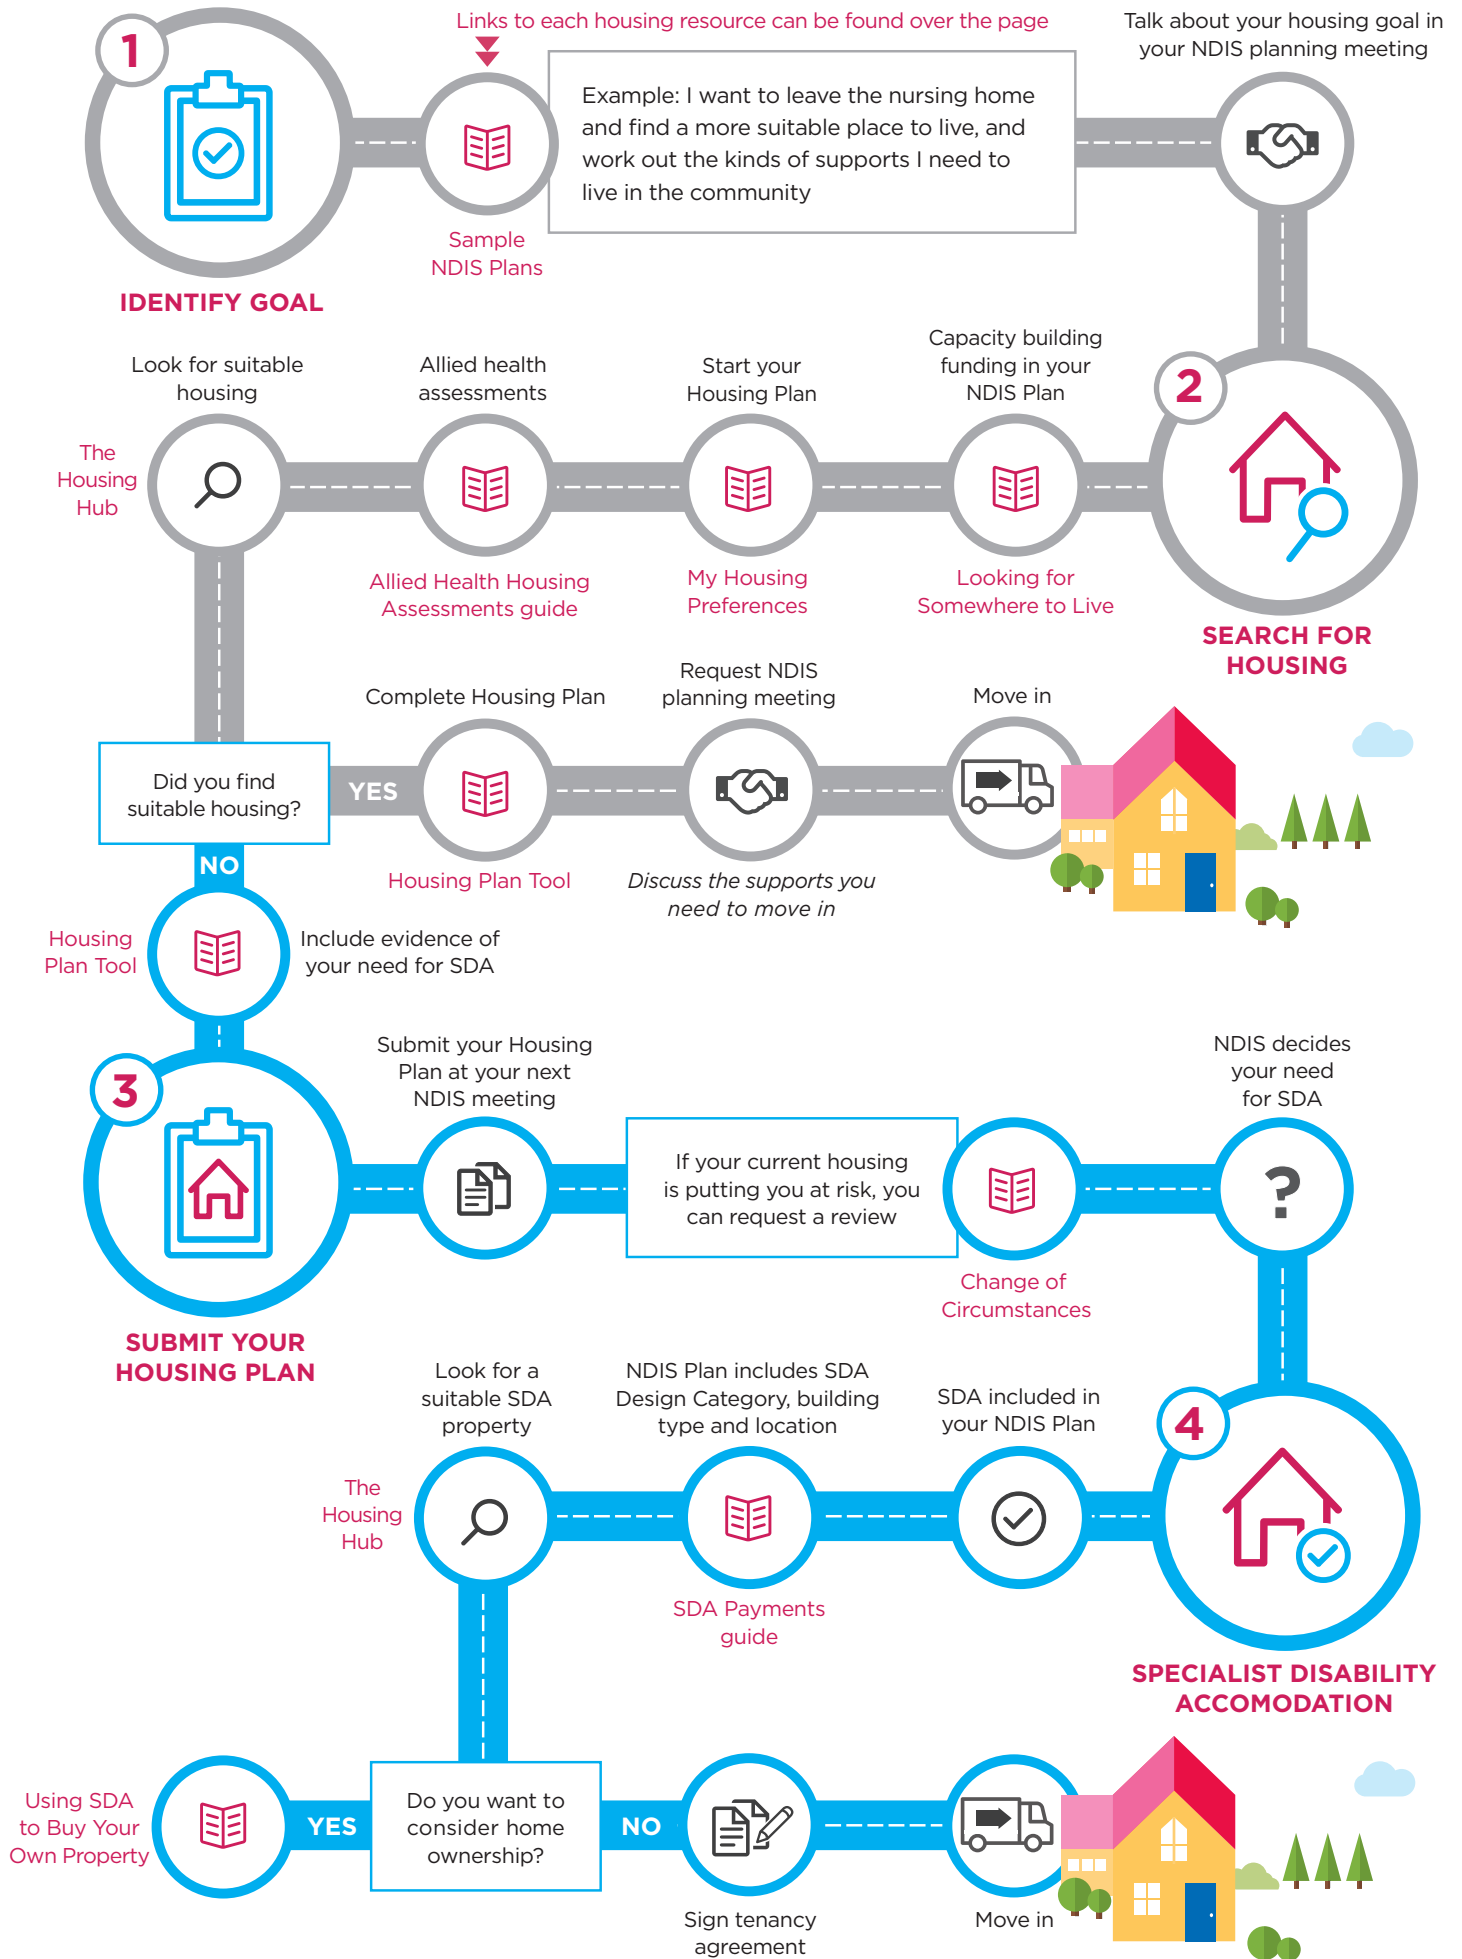 Links to each housing resource can be found over the page
1
Example: I want to leave the nursing home
and find a more suitable place to live, and
work out the kinds of supports I need to
live in the community
Talk about your housing goal in
your NDIS planning meeting
Sample
NDIS Plans
IDENTIFY GOAL
2
SEARCH FOR
HOUSING
Capacity building
funding in your
NDIS Plan
Looking for
Somewhere to Live
Start your
Housing Plan
My Housing
Preferences
Allied health
assessments
Allied Health Housing
Assessments guide
Look for suitable
housing
The
Housing
Hub
Did you find
suitable housing?
YES
Complete Housing Plan
Housing Plan Tool
Request NDIS
planning meeting
Discuss the supports you
need to move in
Move in
NO
Housing
Plan Tool
Include evidence of
your need for SDA
3
SUBMIT YOUR
HOUSING PLAN
Submit your Housing
Plan at your next
NDIS meeting
If your current housing
is putting you at risk, you
can request a review
Change of
Circumstances
NDIS decides
your need
for SDA
?
4
SPECIALIST DISABILITY
ACCOMODATION
SDA included in
your NDIS Plan
NDIS Plan includes SDA
Design Category, building
type and location
SDA Payments
guide
Look for a
suitable SDA
property
The
Housing
Hub
Do you want to
consider home
ownership?
YES
Using SDA
to Buy Your
Own Property
NO
Sign tenancy
agreement
Move in